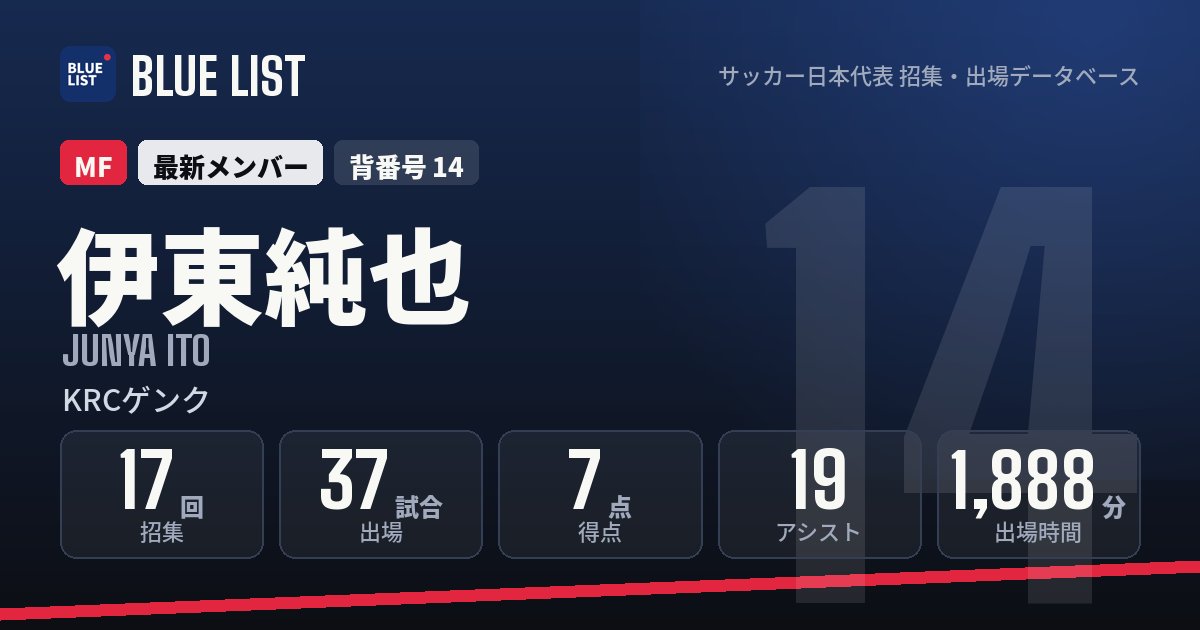 BLUE LIST
BLUE LIST
サッカー日本代表 招集・出場データベース
MF
最新メンバー
背番号 14
14
伊東純也
JUNYA ITO
KRCゲンク
17回
招集
37試合
出場
7点
得点
19
アシスト
1,888分
出場時間